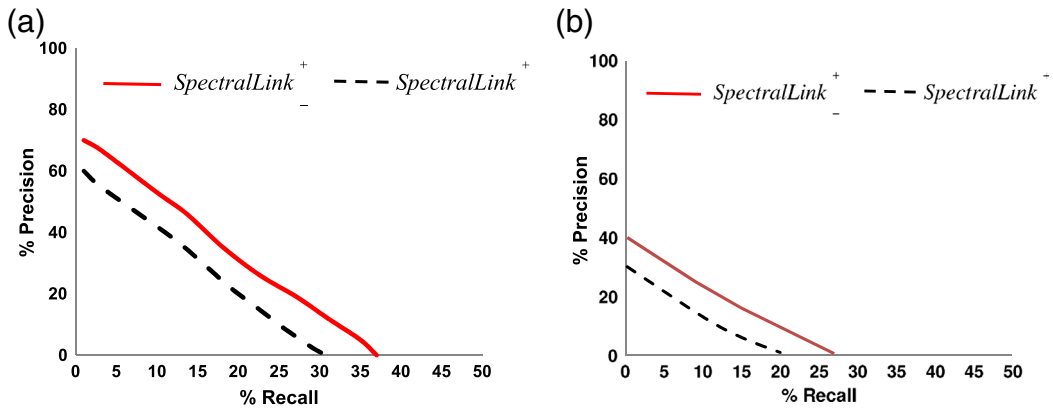 (a)
100
80
60
40
20
0
% Precision
SpectralLink + −
SpectralLink +
0 5 10 15 20 25 30 35 40 45 50
% Recall
(b)
100
80
60
40
20
0
% Precision
SpectralLink + −
SpectralLink +
0 5 10 15 20 25 30 35 40 45 50
% Recall